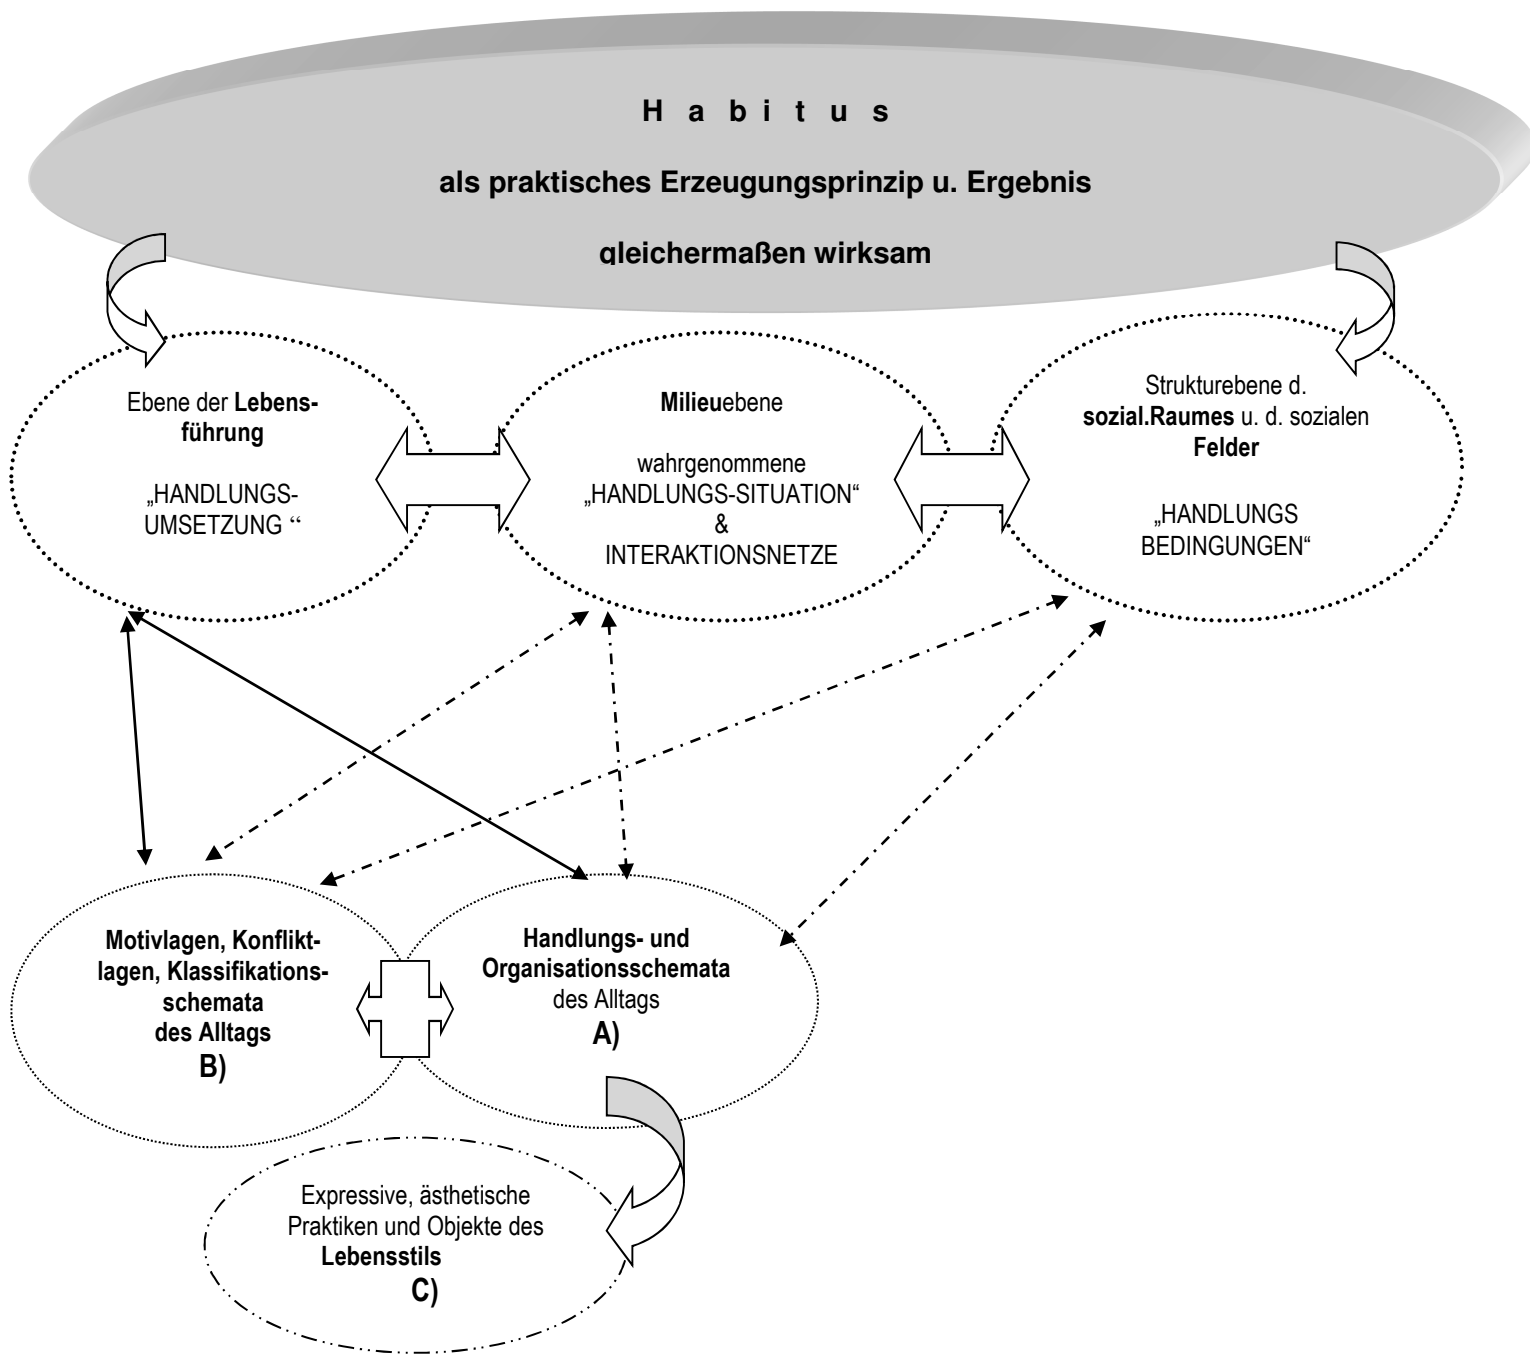 H a b i t u s
als praktisches Erzeugungsprinzip u. Ergebnis
gleichermaßen wirksam
Ebene der Lebens-
führung
„HANDLUNGS-
UMSETZUNG “
Milieuebene
wahrgenommene
„HANDLUNGS-SITUATION“
&
INTERAKTIONSNETZE
Strukturebene d.
sozial.Raumes u. d. sozialen
Felder
„HANDLUNGS
BEDINGUNGEN“
Motivlagen, Konflikt-
lagen, Klassifikations-
schemata
des Alltags
B)
Handlungs- und
Organisationsschemata
des Alltags
A)
Expressive, ästhetische
Praktiken und Objekte des
Lebensstils
C)